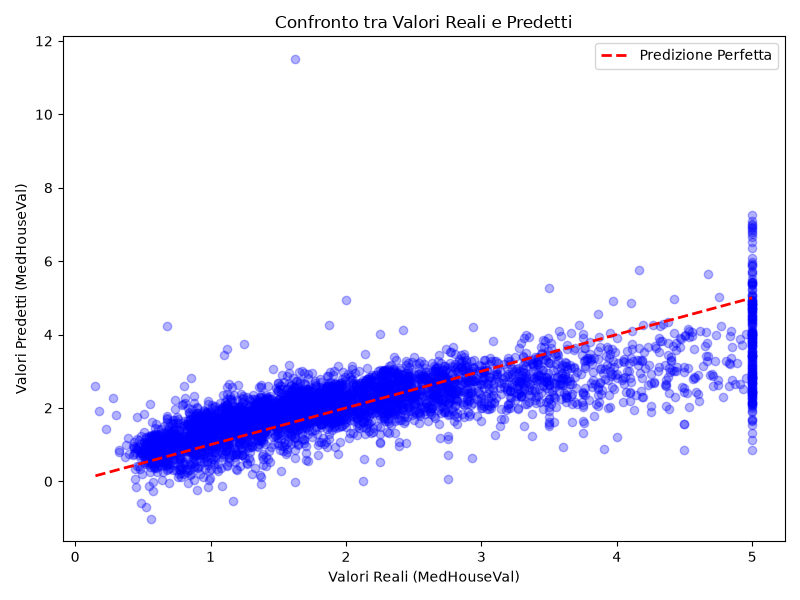 Confronto tra Valori Reali e Predetti
Predizione Perfetta
Valori Predetti (MedHouseVal)
12
10
8
6
4
2
0
0 1 2 3 4 5
Valori Reali (MedHouseVal)